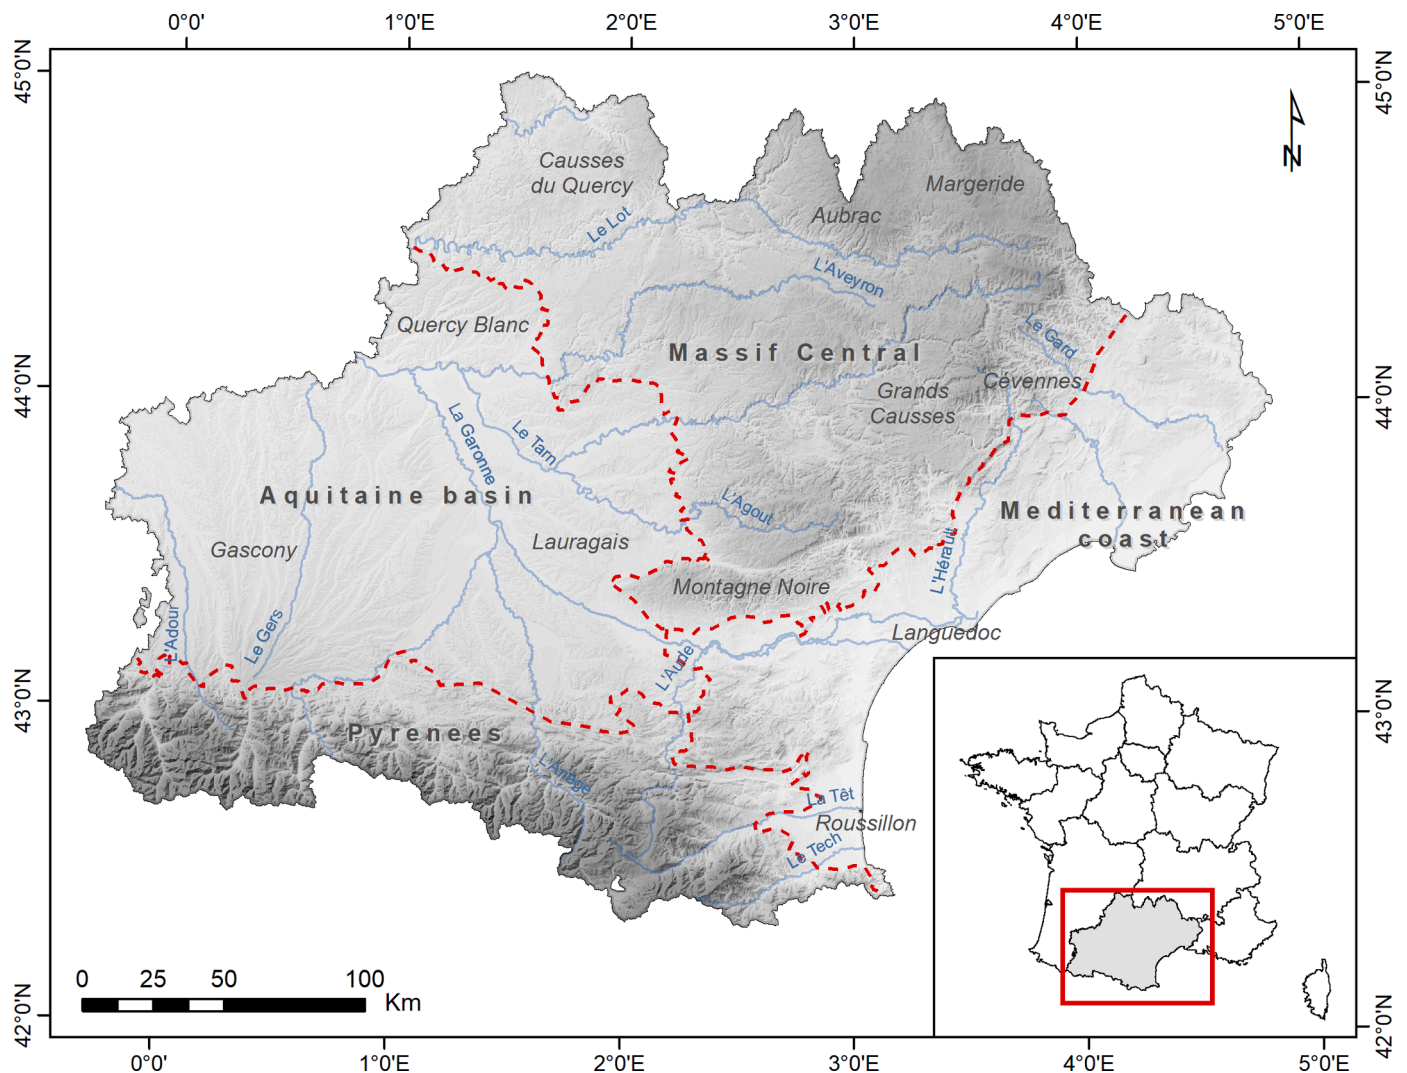 0°0' 1°0'E 2°0'E 3°0'E 4°0'E 5°0'E
45°0'N
45°0'N
N
Causses
du Quercy
Margeride
Aubrac
Le Lot
L'Aveyron
Quercy Blanc
Le Gard
Massif Central
44°0'N
44°0'N
Cévennes
Grands
Causses
La Garonne
Le Tarn
Aquitaine basin
L'Agout
Mediterranean
coast
Gascony
Lauragais
L'Hérault
Montagne Noire
L'Adour
Le Gers
Languedoc
L'Aude
43°0'N
43°0'N
Pyrenees
L'Ariège
La Têt
Roussillon
Le Tech
0 25 50 100
Km
42°0'N
42°0'N
0°0' 1°0'E 2°0'E 3°0'E 4°0'E 5°0'E